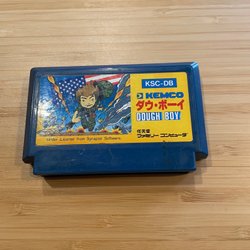 KSC-DB
KEMCO
ダウ・ボーイ
DOUGH BOY
任天堂
ファミリー コンピュータ
Under License from Synapse Software